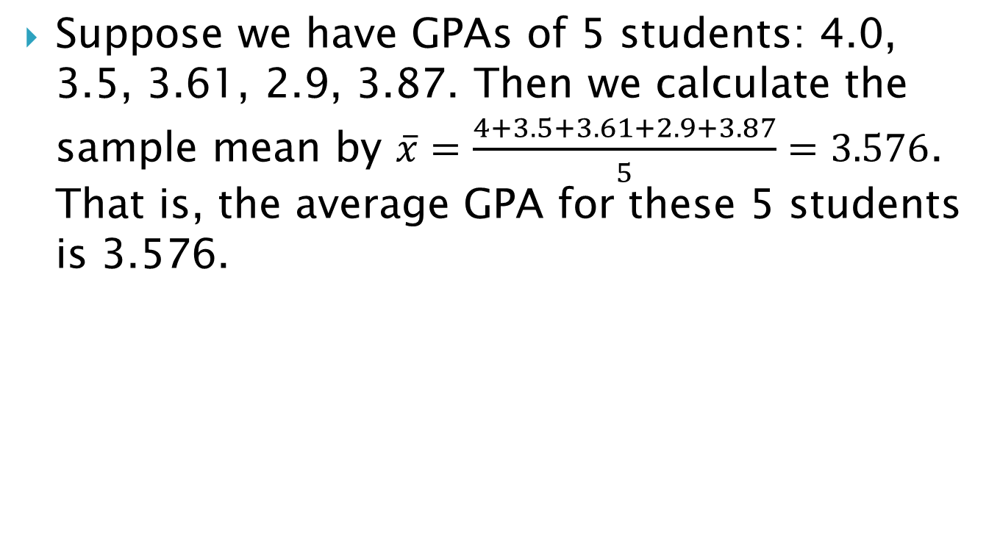 Suppose we have GPAs of 5 students: 4.0,
3.5, 3.61, 2.9, 3.87. Then we calculate the
sample mean by x̄ = (4+3.5+3.61+2.9+3.87)/5 = 3.576.
That is, the average GPA for these 5 students
is 3.576.